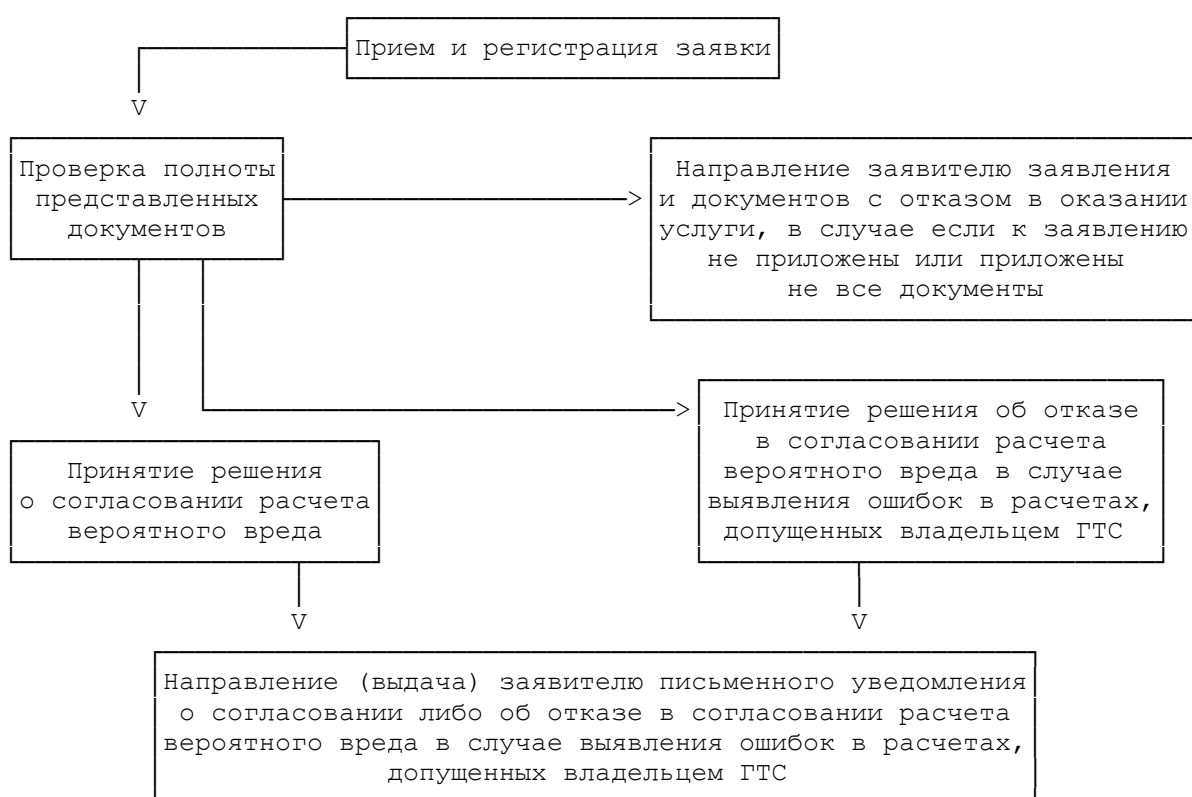 Прием и регистрация заявки
Проверка полноты
представленных
документов
Направление заявителю заявления
и документов с отказом в оказании
услуги, в случае если к заявлению
не приложены или приложены
не все документы
Принятие решения
о согласовании расчета
вероятного вреда
Принятие решения об отказе
в согласовании расчета
вероятного вреда в случае
выявления ошибок в расчетах,
допущенных владельцем ГТС
Направление (выдача) заявителю письменного уведомления
о согласовании либо об отказе в согласовании расчета
вероятного вреда в случае выявления ошибок в расчетах,
допущенных владельцем ГТС